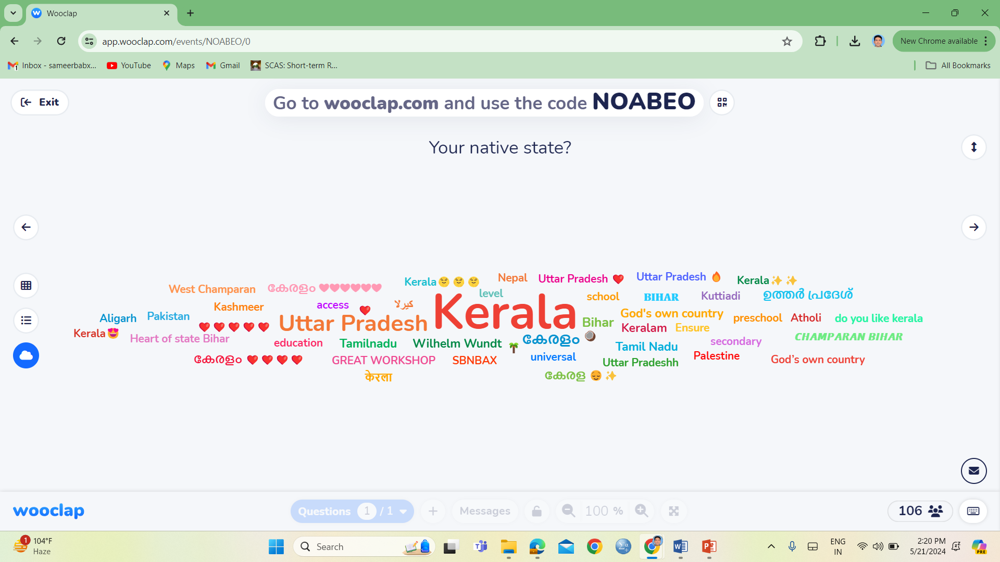 Wooclap
app.wooclap.com/events/NOABEO/0
New Chrome available
Inbox - sameerbabx...
YouTube
Maps
Gmail
SCAS: Short-term R...
All Bookmarks
Exit
Go to wooclap.com and use the code NOABEO
Your native state?
West Champaran
കേരളം 🩷🩷🩷🩷🩷🩷
Kerala😌 😌 😌
Nepal
Uttar Pradesh ❤️
Uttar Pradesh 🔥
Kerala✨ ✨
level
Kashmeer
access
❤️
کیرلا
Kerala
school
BIHAR
Kuttiadi
ഉത്തർ പ്രദേശ്
Aligarh
Pakistan
❤️ ❤️ ❤️ ❤️ ❤️
Uttar Pradesh
Bihar
God's own country
preschool
Atholi
do you like kerala
Kerala😍
Heart of state Bihar
Keralam
Ensure
education
Tamilnadu
Wilhelm Wundt
🌴
കേരളം 🥥
Tamil Nadu
secondary
CHAMPARAN BIHAR
കേരളം ❤️ ❤️ ❤️ ❤️
GREAT WORKSHOP
SBNBAX
universal
Uttar Pradeshh
Palestine
God’s own country
केरला
കേരള 😌 ✨
wooclap
Questions 1 / 1
Messages
100 %
106
1
104°F
Haze
Search
ENG
IN
2:20 PM
5/21/2024
PRE